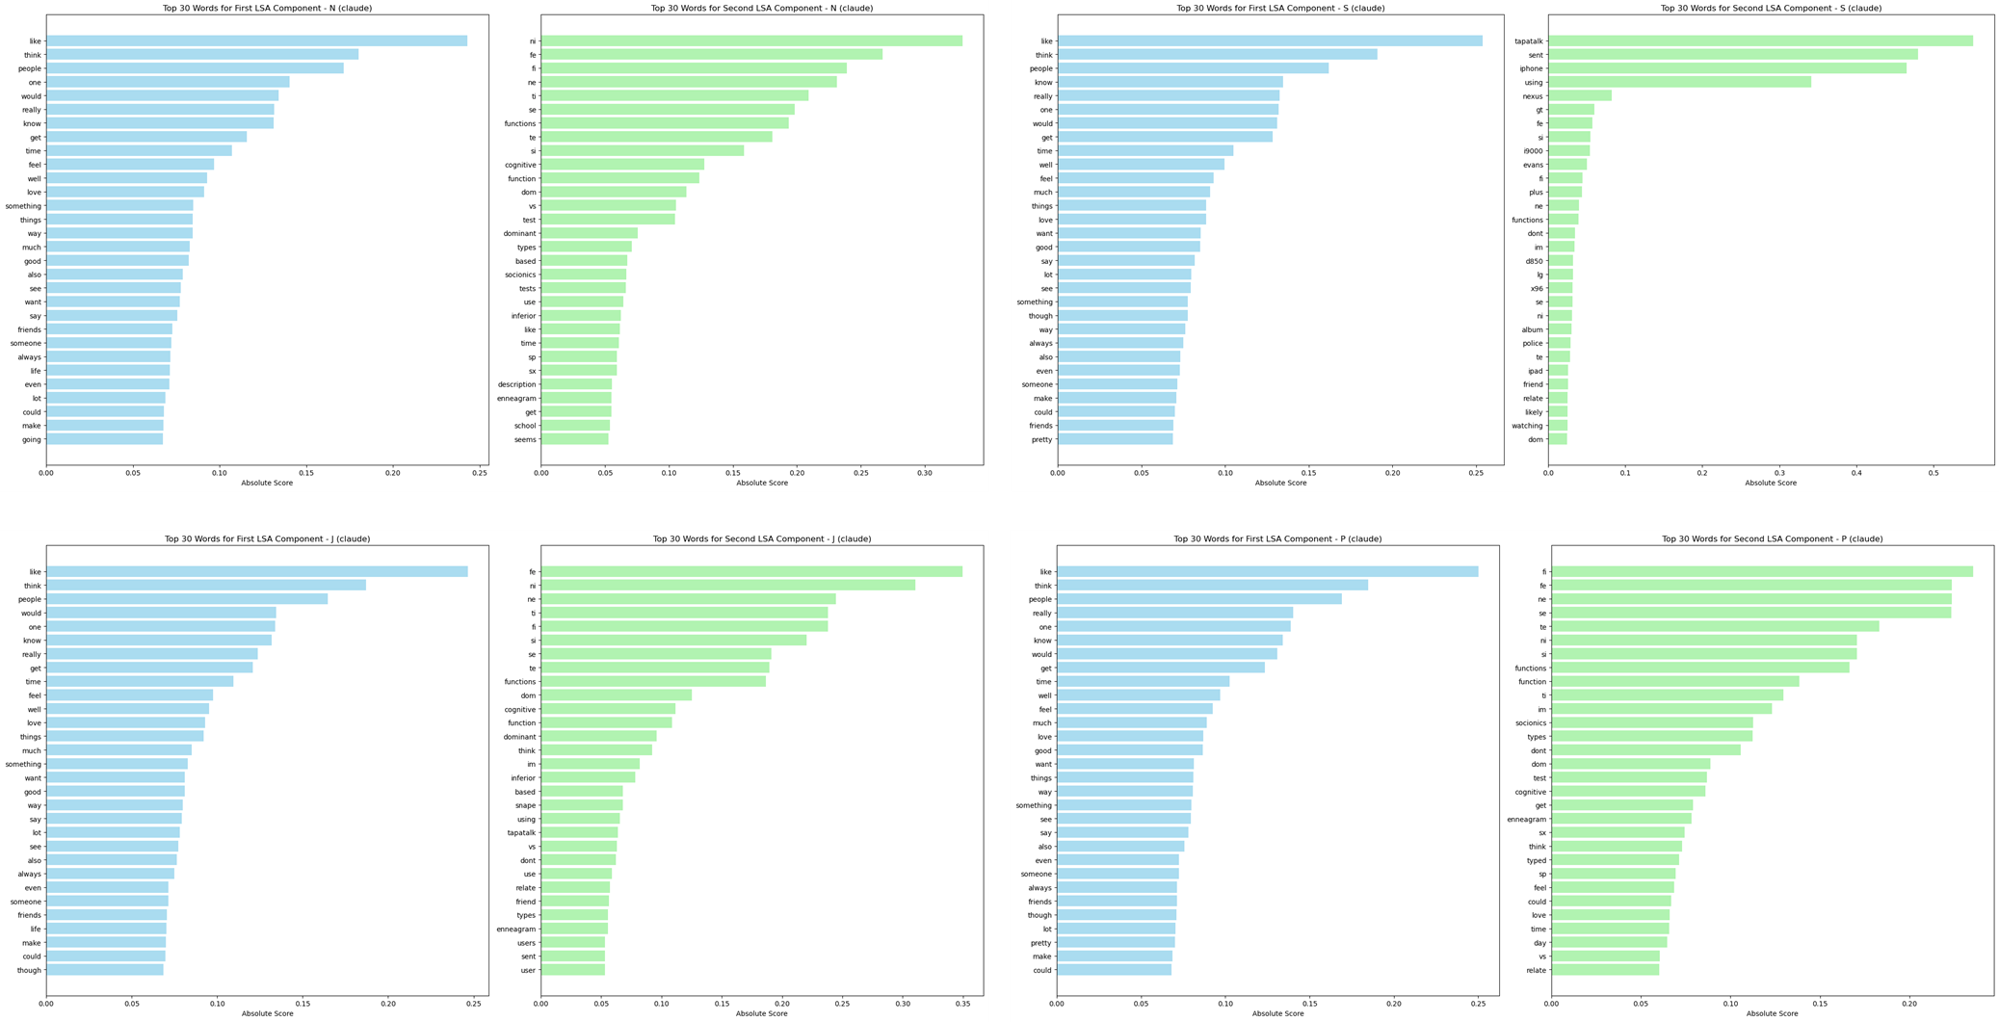 Top 30 Words for First LSA Component - N (claude)
like
think
people
one
would
really
know
get
time
feel
well
love
something
things
way
much
good
also
see
want
say
friends
someone
always
life
even
lot
could
make
going
0.00 0.05 0.10 0.15 0.20 0.25
Absolute Score
Top 30 Words for Second LSA Component - N (claude)
ni
fe
fi
ne
ti
se
functions
te
si
cognitive
function
dom
vs
test
dominant
types
based
socionics
tests
use
inferior
like
time
sp
sx
description
enneagram
get
school
seems
0.00 0.05 0.10 0.15 0.20 0.25 0.30
Absolute Score
Top 30 Words for First LSA Component - S (claude)
like
think
people
know
really
one
would
get
time
well
feel
much
things
love
want
good
say
lot
see
something
though
way
always
also
even
someone
make
could
friends
pretty
0.00 0.05 0.10 0.15 0.20 0.25
Absolute Score
Top 30 Words for Second LSA Component - S (claude)
tapatalk
sent
iphone
using
nexus
gt
fe
si
i9000
evans
fi
plus
ne
functions
dont
im
d850
lg
x96
se
ni
album
police
te
ipad
friend
relate
likely
watching
dom
0.0 0.1 0.2 0.3 0.4 0.5
Absolute Score
Top 30 Words for First LSA Component - J (claude)
like
think
people
would
one
know
really
get
time
feel
well
love
things
much
something
want
good
way
say
lot
see
also
always
even
someone
friends
life
make
could
though
0.00 0.05 0.10 0.15 0.20 0.25
Absolute Score
Top 30 Words for Second LSA Component - J (claude)
fe
ni
ne
ti
fi
si
se
te
functions
dom
cognitive
function
dominant
think
im
inferior
based
snape
using
tapatalk
vs
dont
use
relate
friend
types
enneagram
users
sent
user
0.00 0.05 0.10 0.15 0.20 0.25 0.30 0.35
Absolute Score
Top 30 Words for First LSA Component - P (claude)
like
think
people
really
one
know
would
get
time
well
feel
much
love
good
want
things
way
something
see
say
also
even
someone
always
friends
though
lot
pretty
make
could
0.00 0.05 0.10 0.15 0.20 0.25
Absolute Score
Top 30 Words for Second LSA Component - P (claude)
fi
fe
ne
se
te
ni
si
functions
function
ti
im
socionics
types
dont
dom
test
cognitive
get
enneagram
sx
think
typed
sp
feel
could
love
time
day
vs
relate
0.00 0.05 0.10 0.15 0.20
Absolute Score